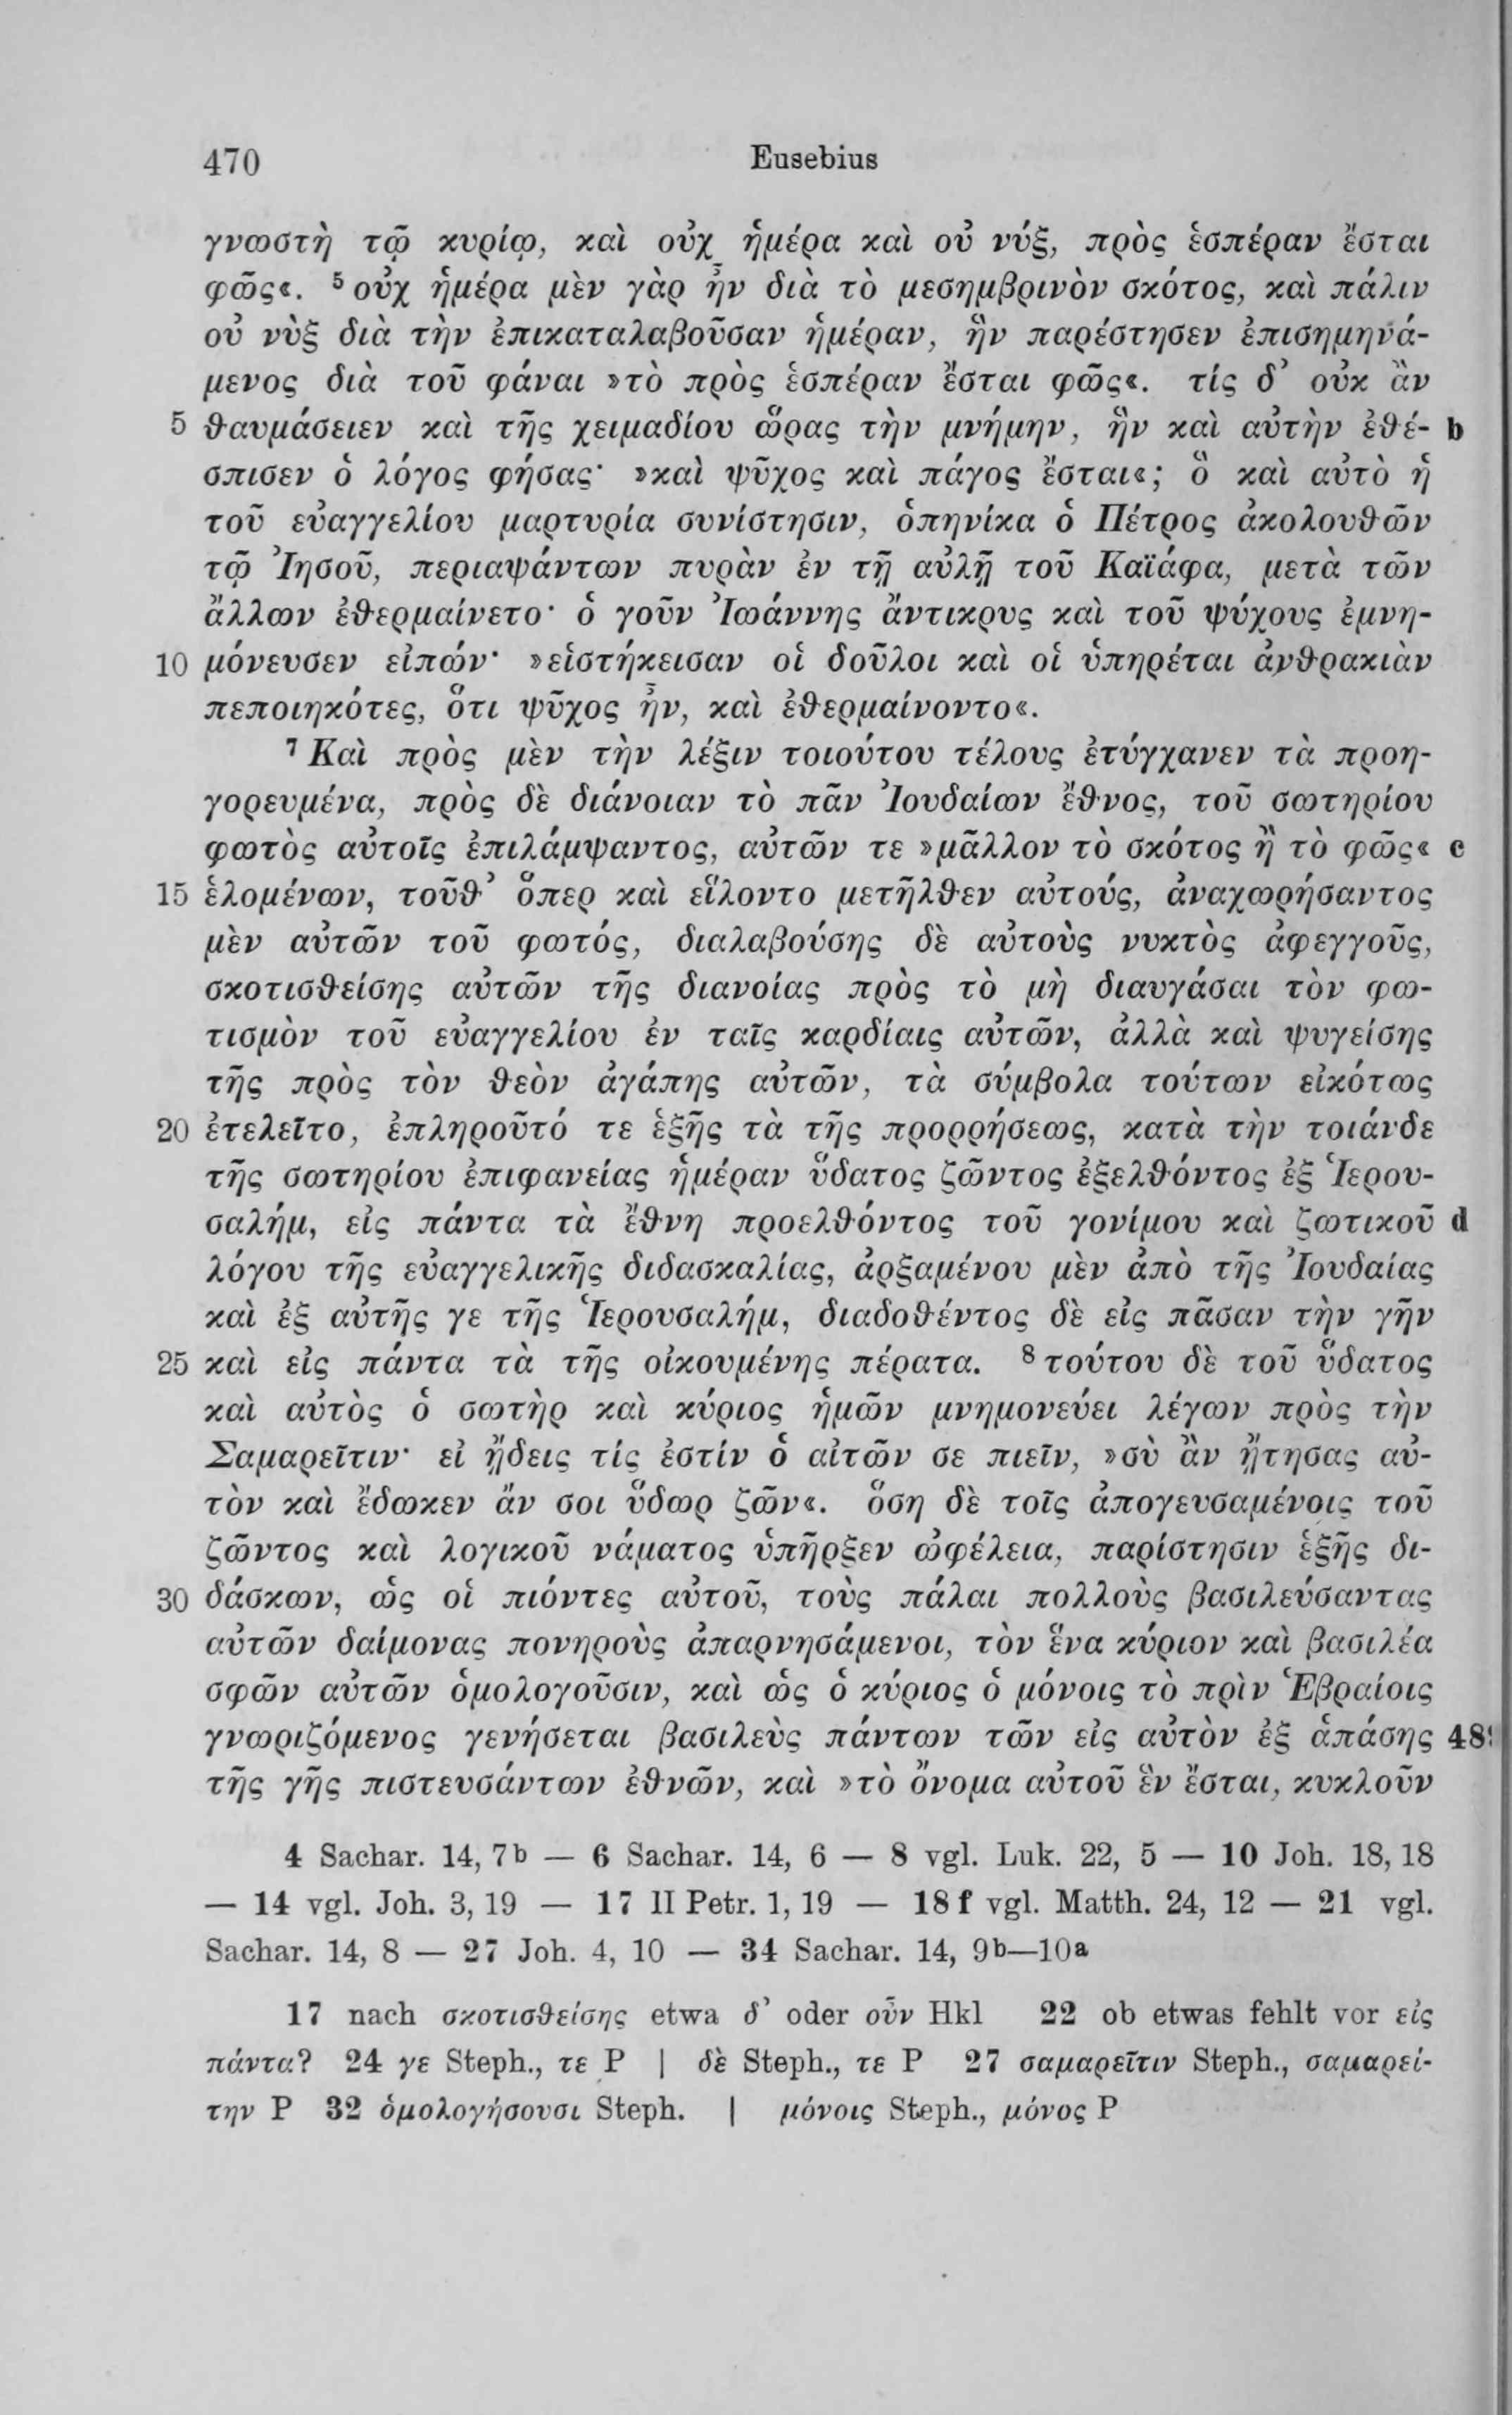 470 Eusebius
γνωστὴ τῷ κυρίῳ, καὶ οὐχ ἡμέρα καὶ οὐ νύξ, πρὸς ἑσπέραν ἔσται
φῶς«. ⁵ οὐχ ἡμέρα μὲν γὰρ ἦν διὰ τὸ μεσημβρινὸν σκότος, καὶ πάλιν
οὐ νὺξ διὰ τὴν ἐπικαταλαβοῦσαν ἡμέραν, ἣν παρέστησεν ἐπισημηνά-
μενος διὰ τοῦ φάναι »τὸ πρὸς ἑσπέραν ἔσται φῶς«. τίς δ’ οὐκ ἂν
5 θαυμάσειεν καὶ τῆς χειμαδίου ὥρας τὴν μνήμην, ἣν καὶ αὐτὴν ἐθέ- b
σπισεν ὁ λόγος φήσας· »καὶ ψῦχος καὶ πάγος ἔσται«; ὃ καὶ αὐτὸ ἡ
τοῦ εὐαγγελίου μαρτυρία συνίστησιν, ὁπηνίκα ὁ Πέτρος ἀκολουθῶν
τῷ Ἰησοῦ, περιαψάντων πυρὰν ἐν τῇ αὐλῇ τοῦ Καϊάφα, μετὰ τῶν
ἄλλων ἐθερμαίνετο· ὁ γοῦν Ἰωάννης ἄντικρυς καὶ τοῦ ψύχους ἐμνη-
10 μόνευσεν εἰπών· »εἱστήκεισαν οἱ δοῦλοι καὶ οἱ ὑπηρέται ἀνθρακιὰν
πεποιηκότες, ὅτι ψῦχος ἦν, καὶ ἐθερμαίνοντο«.
⁷ Καὶ πρὸς μὲν τὴν λέξιν τοιούτου τέλους ἐτύγχανεν τὰ προη-
γορευμένα, πρὸς δὲ διάνοιαν τὸ πᾶν Ἰουδαίων ἔθνος, τοῦ σωτηρίου
φωτὸς αὐτοῖς ἐπιλάμψαντος, αὐτῶν τε »μᾶλλον τὸ σκότος ἢ τὸ φῶς« c
15 ἑλομένων, τοῦθ’ ὅπερ καὶ εἵλοντο μετῆλθεν αὐτούς, ἀναχωρήσαντος
μὲν αὐτῶν τοῦ φωτός, διαλαβούσης δὲ αὐτοὺς νυκτὸς ἀφεγγοῦς,
σκοτισθείσης αὐτῶν τῆς διανοίας πρὸς τὸ μὴ διαυγάσαι τὸν φω-
τισμὸν τοῦ εὐαγγελίου ἐν ταῖς καρδίαις αὐτῶν, ἀλλὰ καὶ ψυγείσης
τῆς πρὸς τὸν θεὸν ἀγάπης αὐτῶν, τὰ σύμβολα τούτων εἰκότως
20 ἐτελεῖτο, ἐπληροῦτό τε ἑξῆς τὰ τῆς προρρήσεως, κατὰ τὴν τοιάνδε
τῆς σωτηρίου ἐπιφανείας ἡμέραν ὕδατος ζῶντος ἐξελθόντος ἐξ Ἱερου-
σαλήμ, εἰς πάντα τὰ ἔθνη προελθόντος τοῦ γονίμου καὶ ζωτικοῦ d
λόγου τῆς εὐαγγελικῆς διδασκαλίας, ἀρξαμένου μὲν ἀπὸ τῆς Ἰουδαίας
καὶ ἐξ αὐτῆς γε τῆς Ἱερουσαλήμ, διαδοθέντος δὲ εἰς πᾶσαν τὴν γῆν
25 καὶ εἰς πάντα τὰ τῆς οἰκουμένης πέρατα. ⁸ τούτου δὲ τοῦ ὕδατος
καὶ αὐτὸς ὁ σωτὴρ καὶ κύριος ἡμῶν μνημονεύει λέγων πρὸς τὴν
Σαμαρεῖτιν· εἰ ᾔδεις τίς ἐστίν ὁ αἰτῶν σε πιεῖν, »σὺ ἂν ᾔτησας αὐ-
τὸν καὶ ἔδωκεν ἄν σοι ὕδωρ ζῶν«. ὅση δὲ τοῖς ἀπογευσαμένοις τοῦ
ζῶντος καὶ λογικοῦ νάματος ὑπῆρξεν ὠφέλεια, παρίστησιν ἑξῆς δι-
30 δάσκων, ὡς οἱ πιόντες αὐτοῦ, τοὺς πάλαι πολλοὺς βασιλεύσαντας
αὐτῶν δαίμονας πονηροὺς ἀπαρνησάμενοι, τὸν ἕνα κύριον καὶ βασιλέα
σφῶν αὐτῶν ὁμολογοῦσιν, καὶ ὡς ὁ κύριος ὁ μόνοις τὸ πρὶν Ἑβραίοις
γνωριζόμενος γενήσεται βασιλεὺς πάντων τῶν εἰς αὐτὸν ἐξ ἁπάσης
τῆς γῆς πιστευσάντων ἐθνῶν, καὶ »τὸ ὄνομα αὐτοῦ ἓν ἔσται, κυκλοῦν
4 Sachar. 14, 7ᵇ — 6 Sachar. 14, 6 — 8 vgl. Luk. 22, 5 — 10 Joh. 18, 18
— 14 vgl. Joh. 3, 19 — 17 II Petr. 1, 19 — 18 f vgl. Matth. 24, 12 — 21 vgl.
Sachar. 14, 8 — 27 Joh. 4, 10 — 34 Sachar. 14, 9ᵇ—10ᵃ
17 nach σκοτισθείσης etwa δ’ oder οὖν Hkl 22 ob etwas fehlt vor εἰς
πάντα? 24 γε Steph., τε P | δὲ Steph., τε P 27 σαμαρεῖτιν Steph., σαμαρεί-
την P 32 ὁμολογήσουσι Steph. | μόνοις Steph., μόνος P